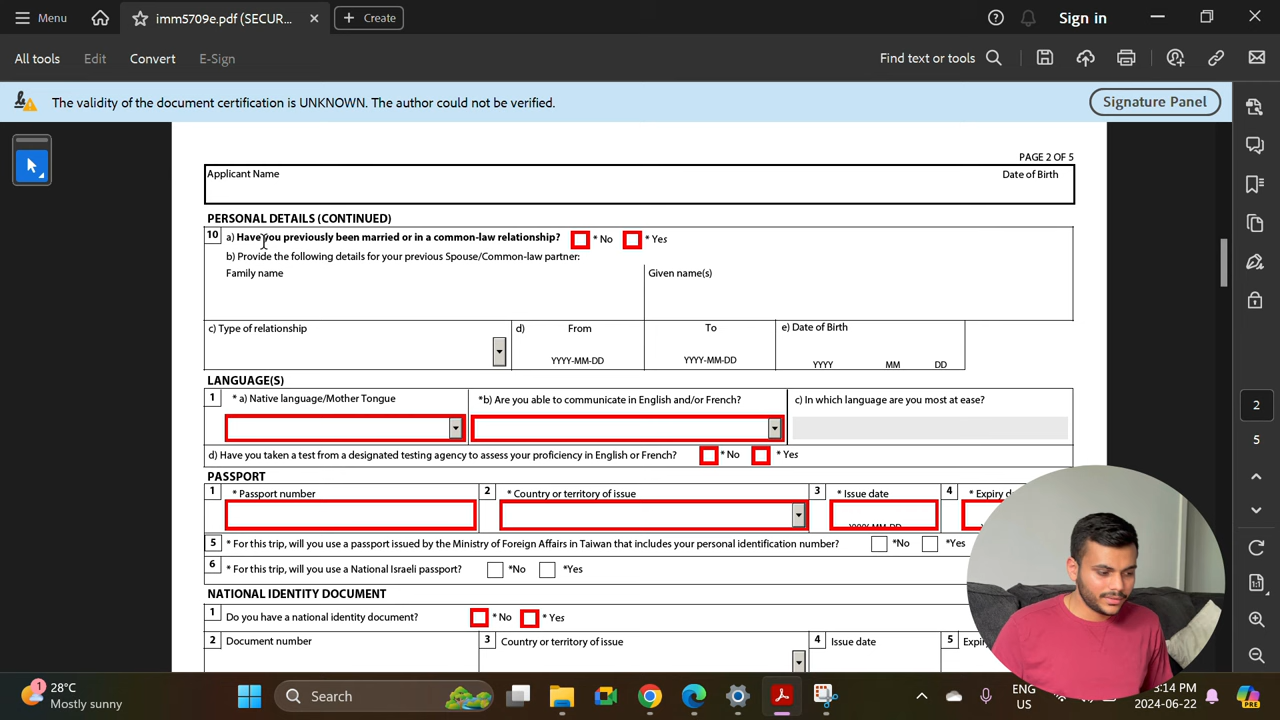 Menu
imm5709e.pdf (SECUR...
Create
Sign in
All tools
Edit
Convert
E-Sign
Find text or tools
The validity of the document certification is UNKNOWN. The author could not be verified.
Signature Panel
PAGE 2 OF 5
Applicant Name
Date of Birth
PERSONAL DETAILS (CONTINUED)
10
a) Have you previously been married or in a common-law relationship?
* No
* Yes
b) Provide the following details for your previous Spouse/Common-law partner:
Family name
Given name(s)
c) Type of relationship
d)
From
To
e) Date of Birth
YYYY-MM-DD
YYYY-MM-DD
YYYY
MM
DD
LANGUAGE(S)
1
* a) Native language/Mother Tongue
*b) Are you able to communicate in English and/or French?
c) In which language are you most at ease?
d) Have you taken a test from a designated testing agency to assess your proficiency in English or French?
* No
* Yes
PASSPORT
1
* Passport number
2
* Country or territory of issue
3
* Issue date
4
* Expiry
YYYY-MM-DD
5
* For this trip, will you use a passport issued by the Ministry of Foreign Affairs in Taiwan that includes your personal identification number?
*No
*Yes
6
* For this trip, will you use a National Israeli passport?
*No
*Yes
NATIONAL IDENTITY DOCUMENT
1
Do you have a national identity document?
* No
* Yes
2
Document number
3
Country or territory of issue
4
Issue date
5
2
5
28°C
Mostly sunny
1
Search
ENG
US
3:14 PM
2024-06-22
PRE